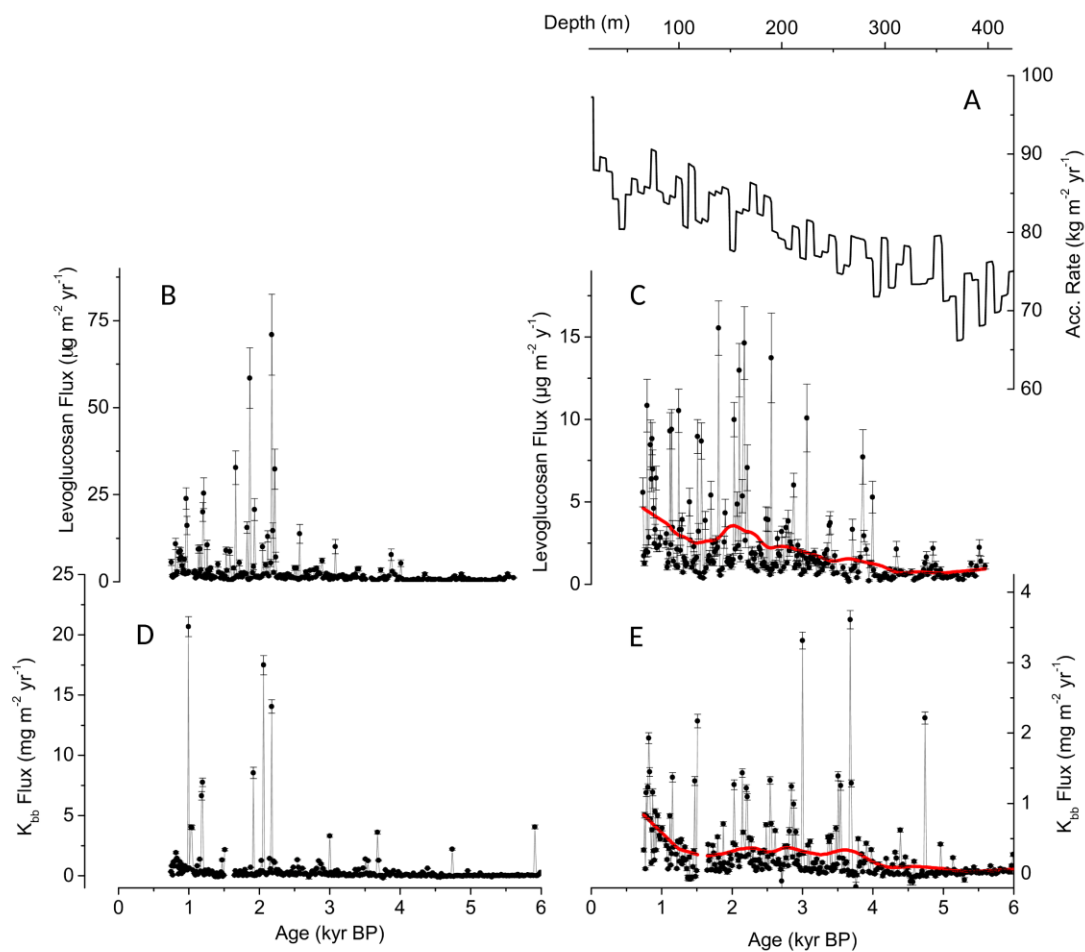 Depth (m)
100 200 300 400
A
100
90
80
70
60
Acc. Rate (kg m⁻² yr⁻¹)
B
75
50
25
0
Levoglucosan Flux (µg m⁻² yr⁻¹)
C
15
10
5
0
Levoglucosan Flux (µg m⁻² y⁻¹)
D
25
20
15
10
5
0
K_bb Flux (mg m⁻² yr⁻¹)
0 1 2 3 4 5 6
Age (kyr BP)
E
4
3
2
1
0
K_bb Flux (mg m⁻² yr⁻¹)
0 1 2 3 4 5 6
Age (kyr BP)